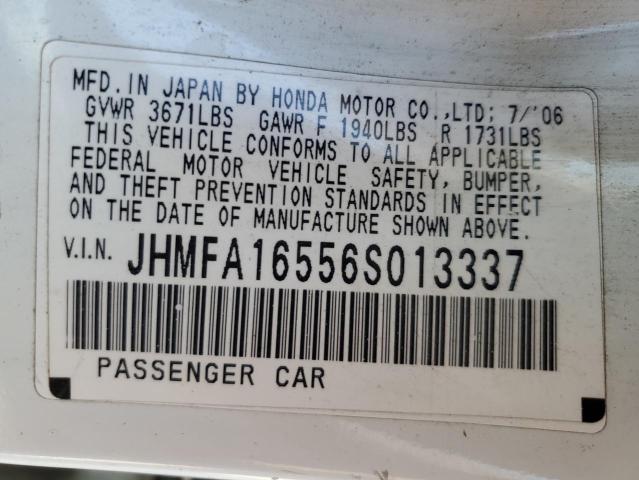 MFD. IN JAPAN BY HONDA MOTOR CO.,LTD; 7/'06
GVWR 3671LBS GAWR F 1940LBS R 1731LBS
THIS VEHICLE CONFORMS TO ALL APPLICABLE
FEDERAL MOTOR VEHICLE SAFETY, BUMPER,
AND THEFT PREVENTION STANDARDS IN EFFECT
ON THE DATE OF MANUFACTURE SHOWN ABOVE.
V.I.N. JHMFA16556S013337
PASSENGER CAR